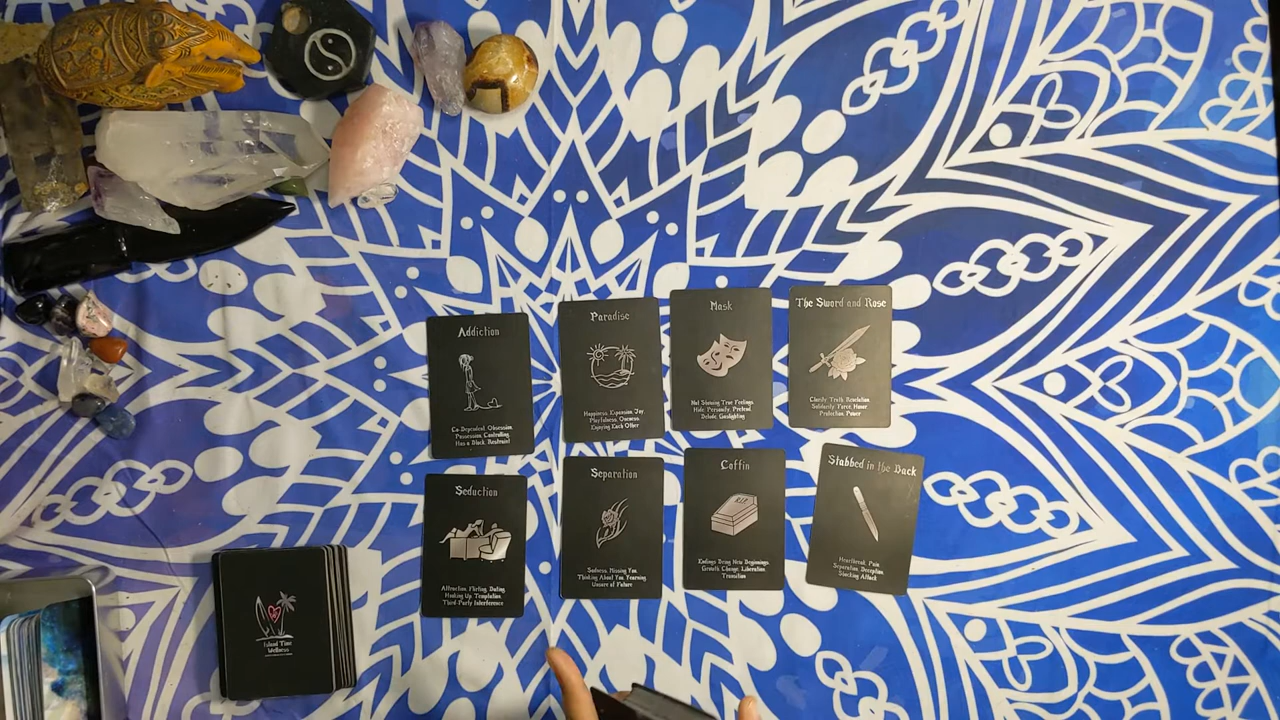 Addiction
Co-Dependent, Obsession,
Possession, Controlling,
Has a Block, Restraint
Paradise
Happiness, Expansion, Joy
Playfulness, Oneness,
Enjoying Each Other
Mask
Not Showing True Feelings,
Hide, Personify, Pretend
Delude, Gaslighting
The Sword and Rose
Clarity, Truth, Resolution,
Solidarity, Force, Honor
Protection, Power
Seduction
Attraction, Flirting, Dating,
Hooking Up, Temptation,
Third-Party Interference
Separation
Sadness, Missing You,
Thinking About You, Yearning,
Unsure of Future
Coffin
R.I.P.
Endings Bring New Beginnings,
Growth, Change, Liberation,
Transition
Stabbed in the Back
Heartbreak, Pain
Separation, Deception,
Shocking Attack
Island Time
Wellness